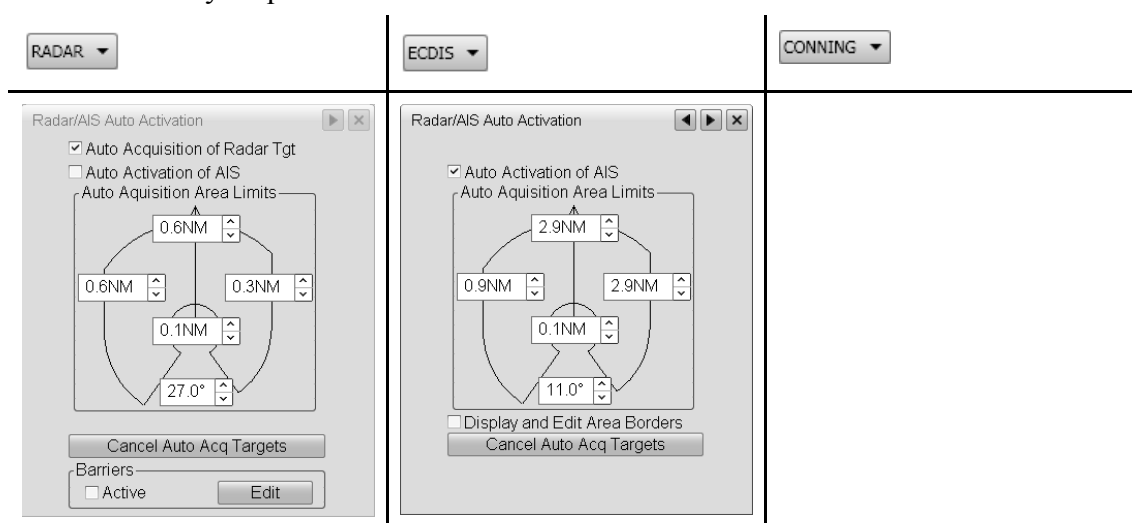 RADAR
ECDIS
CONNING
Radar/AIS Auto Activation
Auto Acquisition of Radar Tgt
Auto Activation of AIS
Auto Aquisition Area Limits
0.6NM
0.6NM
0.3NM
0.1NM
27.0°
Cancel Auto Acq Targets
Barriers
Active
Edit
Radar/AIS Auto Activation
Auto Activation of AIS
Auto Aquisition Area Limits
2.9NM
0.9NM
2.9NM
0.1NM
11.0°
Display and Edit Area Borders
Cancel Auto Acq Targets